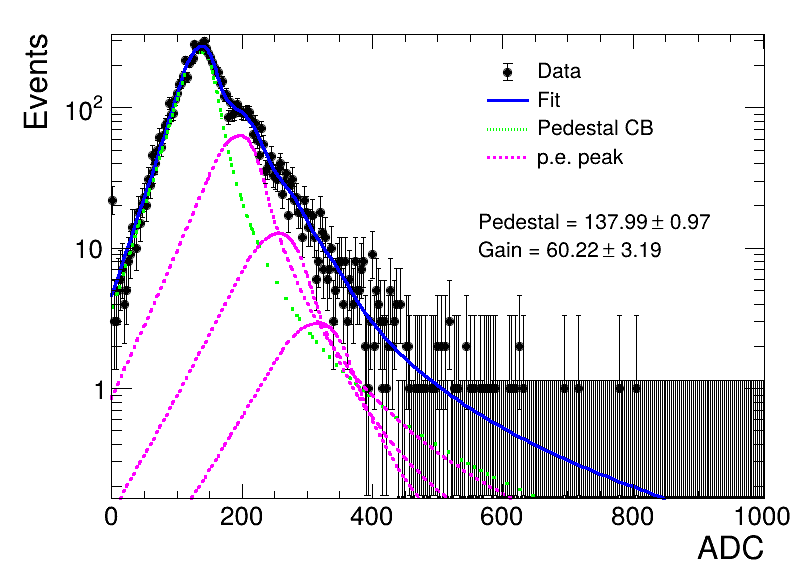 Events
10²
10
1
Data
Fit
Pedestal CB
p.e. peak
Pedestal = 137.99 ± 0.97
Gain = 60.22 ± 3.19
0 200 400 600 800 1000
ADC